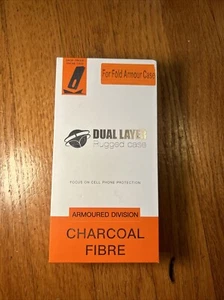 For Fold Armour Case
DUAL LAYER
Rugged case
FOCUS ON CELL PHONE PROTECTION
ARMOURED DIVISION
CHARCOAL
FIBRE